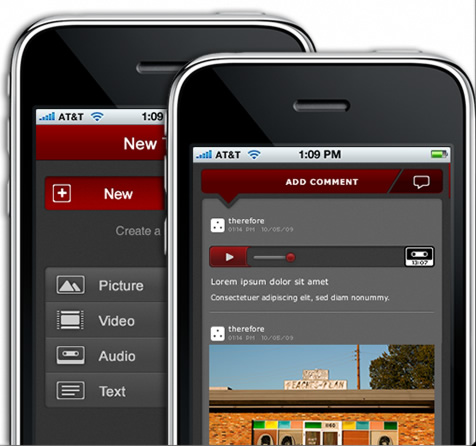 AT&T 1:09
New
New
Create a
Picture
Video
Audio
Text
AT&T 1:09 PM
ADD COMMENT
therefore
01:14 PM 10/05/09
13:07
Lorem ipsum dolor sit amet
Consectetuer adipiscing elit, sed diam nonummy.
therefore
01:14 PM 10/05/09